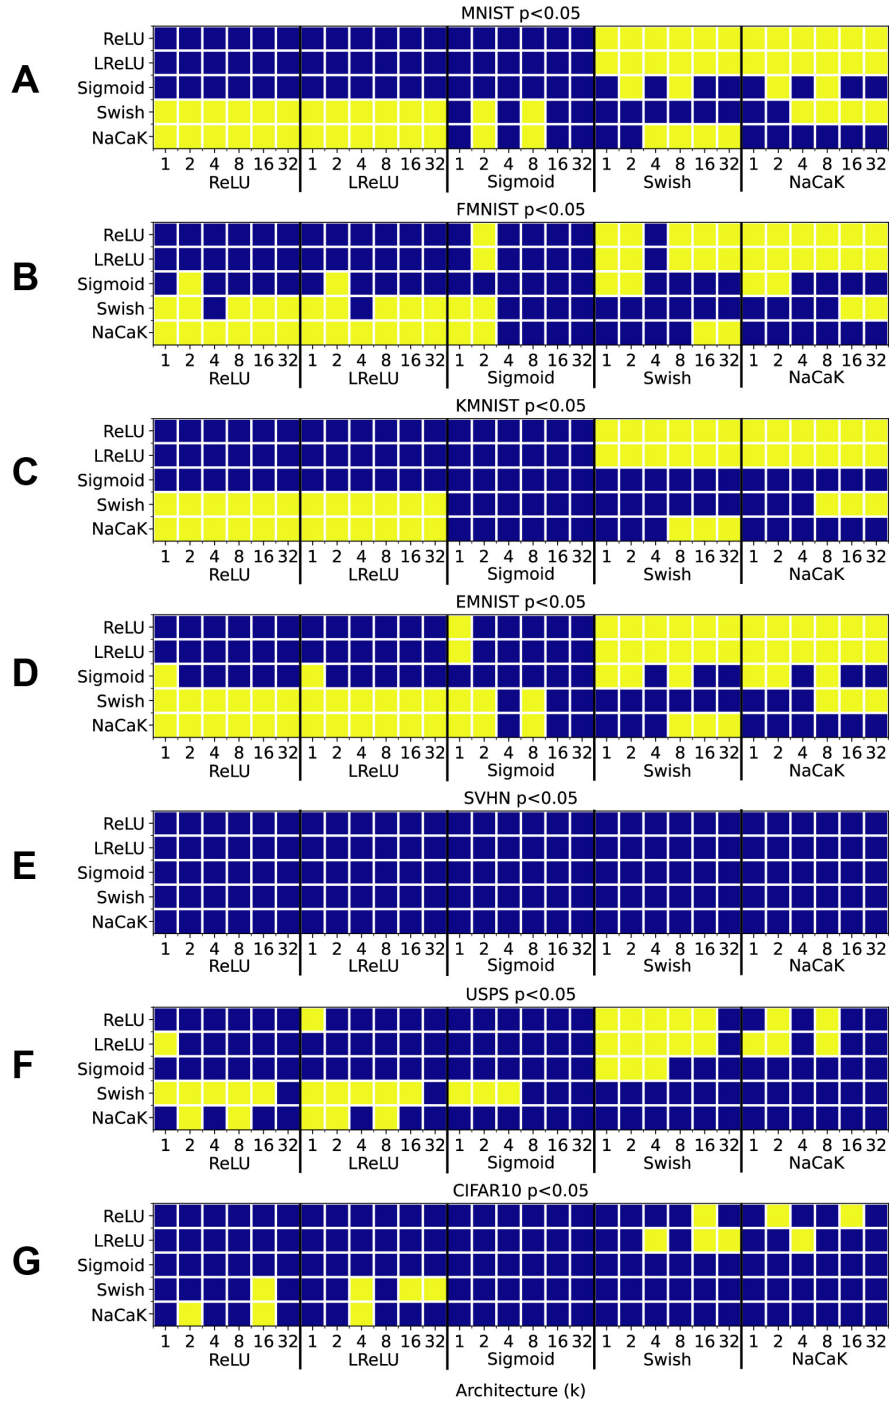 MNIST p<0.05
A
ReLU
LReLU
Sigmoid
Swish
NaCaK
1 2 4 8 16 32 1 2 4 8 16 32 1 2 4 8 16 32 1 2 4 8 16 32 1 2 4 8 16 32
ReLU LReLU Sigmoid Swish NaCaK
FMNIST p<0.05
B
ReLU
LReLU
Sigmoid
Swish
NaCaK
1 2 4 8 16 32 1 2 4 8 16 32 1 2 4 8 16 32 1 2 4 8 16 32 1 2 4 8 16 32
ReLU LReLU Sigmoid Swish NaCaK
KMNIST p<0.05
C
ReLU
LReLU
Sigmoid
Swish
NaCaK
1 2 4 8 16 32 1 2 4 8 16 32 1 2 4 8 16 32 1 2 4 8 16 32 1 2 4 8 16 32
ReLU LReLU Sigmoid Swish NaCaK
EMNIST p<0.05
D
ReLU
LReLU
Sigmoid
Swish
NaCaK
1 2 4 8 16 32 1 2 4 8 16 32 1 2 4 8 16 32 1 2 4 8 16 32 1 2 4 8 16 32
ReLU LReLU Sigmoid Swish NaCaK
SVHN p<0.05
E
ReLU
LReLU
Sigmoid
Swish
NaCaK
1 2 4 8 16 32 1 2 4 8 16 32 1 2 4 8 16 32 1 2 4 8 16 32 1 2 4 8 16 32
ReLU LReLU Sigmoid Swish NaCaK
USPS p<0.05
F
ReLU
LReLU
Sigmoid
Swish
NaCaK
1 2 4 8 16 32 1 2 4 8 16 32 1 2 4 8 16 32 1 2 4 8 16 32 1 2 4 8 16 32
ReLU LReLU Sigmoid Swish NaCaK
CIFAR10 p<0.05
G
ReLU
LReLU
Sigmoid
Swish
NaCaK
1 2 4 8 16 32 1 2 4 8 16 32 1 2 4 8 16 32 1 2 4 8 16 32 1 2 4 8 16 32
ReLU LReLU Sigmoid Swish NaCaK
Architecture (k)